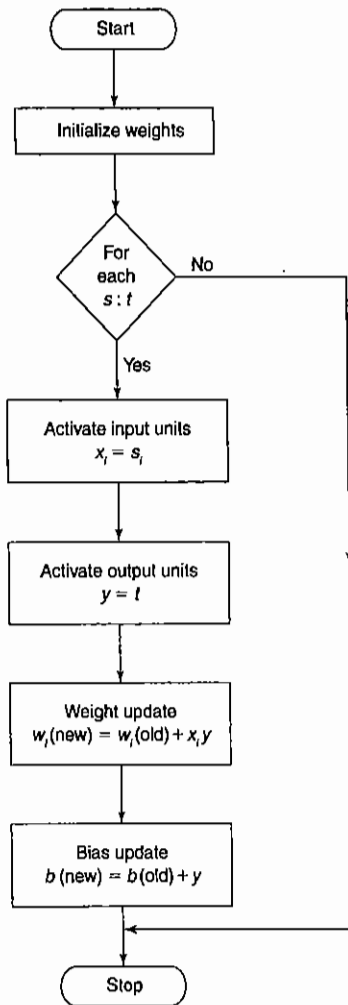 Start
Initialize weights
For
each
s : t
No
Yes
Activate input units
xᵢ = sᵢ
Activate output units
y = t
Weight update
wᵢ(new) = wᵢ(old) + xᵢ y
Bias update
b (new) = b (old) + y
Stop